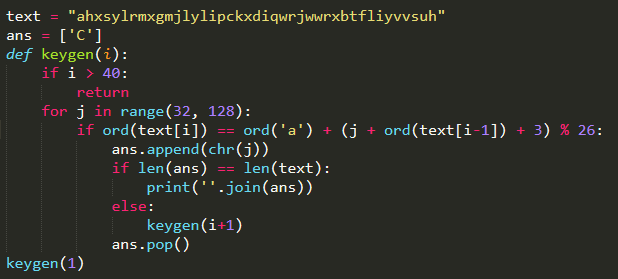 text = "ahxsylrmxgmjlylipckxdiqwrjwwrxbtfliyvvsuh"
ans = ['C']
def keygen(i):
    if i > 40:
        return
    for j in range(32, 128):
        if ord(text[i]) == ord('a') + (j + ord(text[i-1]) + 3) % 26:
            ans.append(chr(j))
            if len(ans) == len(text):
                print(''.join(ans))
            else:
                keygen(i+1)
            ans.pop()
keygen(1)